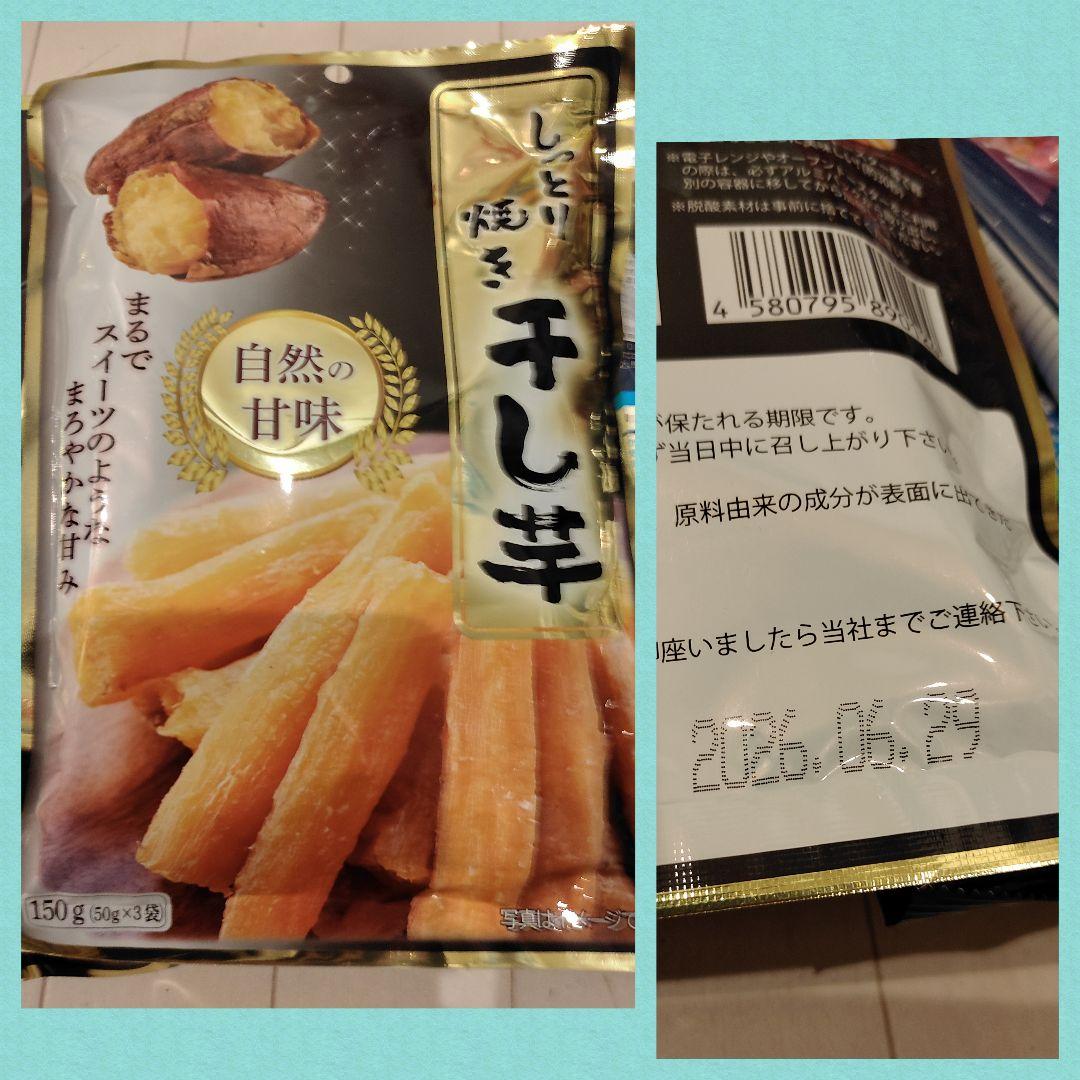 しっとり
焼き
干し芋
自然の
甘味
まるで
スイーツのような
まろやかな甘み
150g(50g×3袋)
写真はイメージで
※電子レンジやオーブン
の際は、必ずアルミ
別の容器に移してから
※脱酸素材は事前に捨てて
4 580795 89
が保たれる期限です。
ず当日中に召し上がり下さい。
原料由来の成分が表面に出てきた
御座いましたら当社までご連絡下さい。
2026.06.29